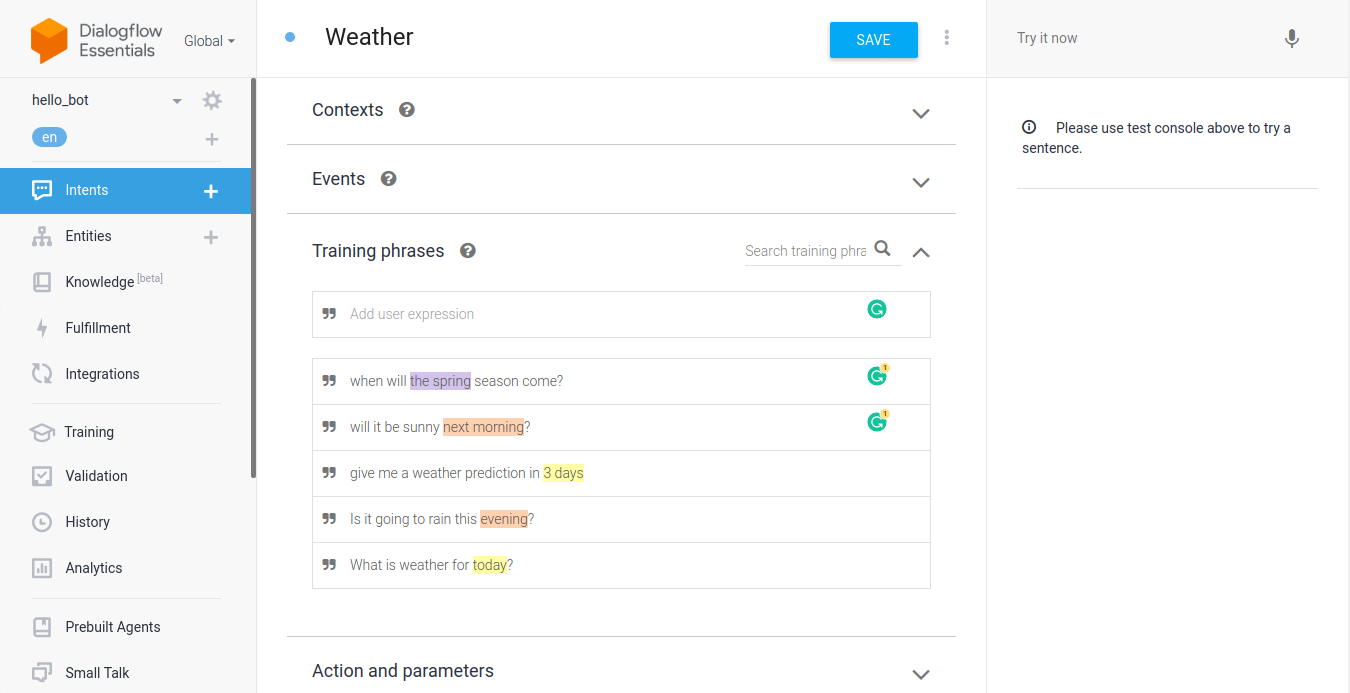 Dialogflow
Essentials
Global
hello_bot
en
Intents
Entities
Knowledge [beta]
Fulfillment
Integrations
Training
Validation
History
Analytics
Prebuilt Agents
Small Talk
Weather
SAVE
Contexts
Events
Training phrases
Search training phra
Add user expression
when will the spring season come?
1
will it be sunny next morning?
1
give me a weather prediction in 3 days
Is it going to rain this evening?
What is weather for today?
Action and parameters
Try it now
Please use test console above to try a
sentence.